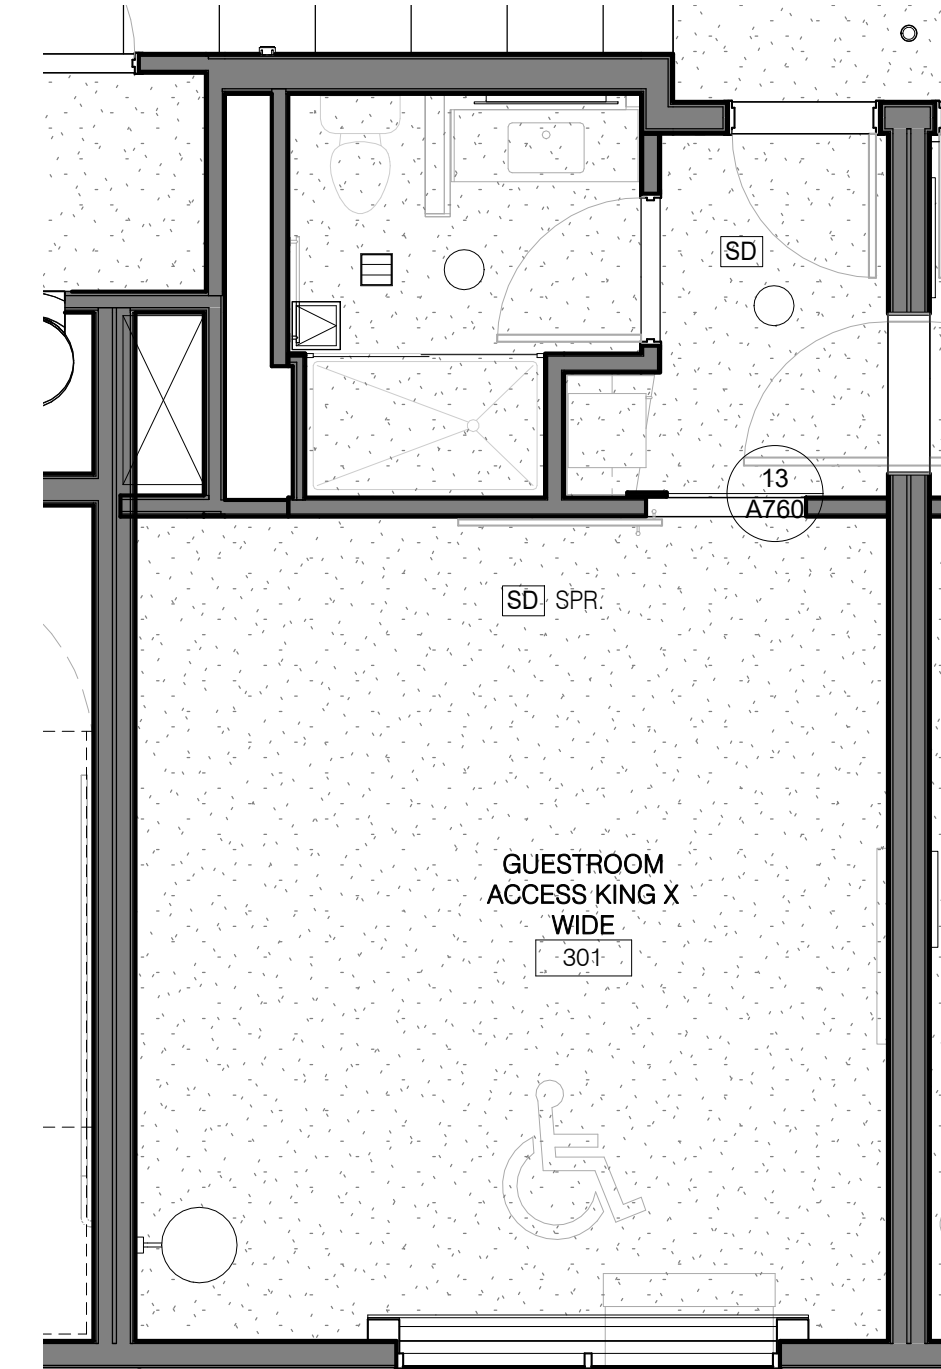 SD
13
A760
SD SPR.
GUESTROOM
ACCESS KING X
WIDE
301